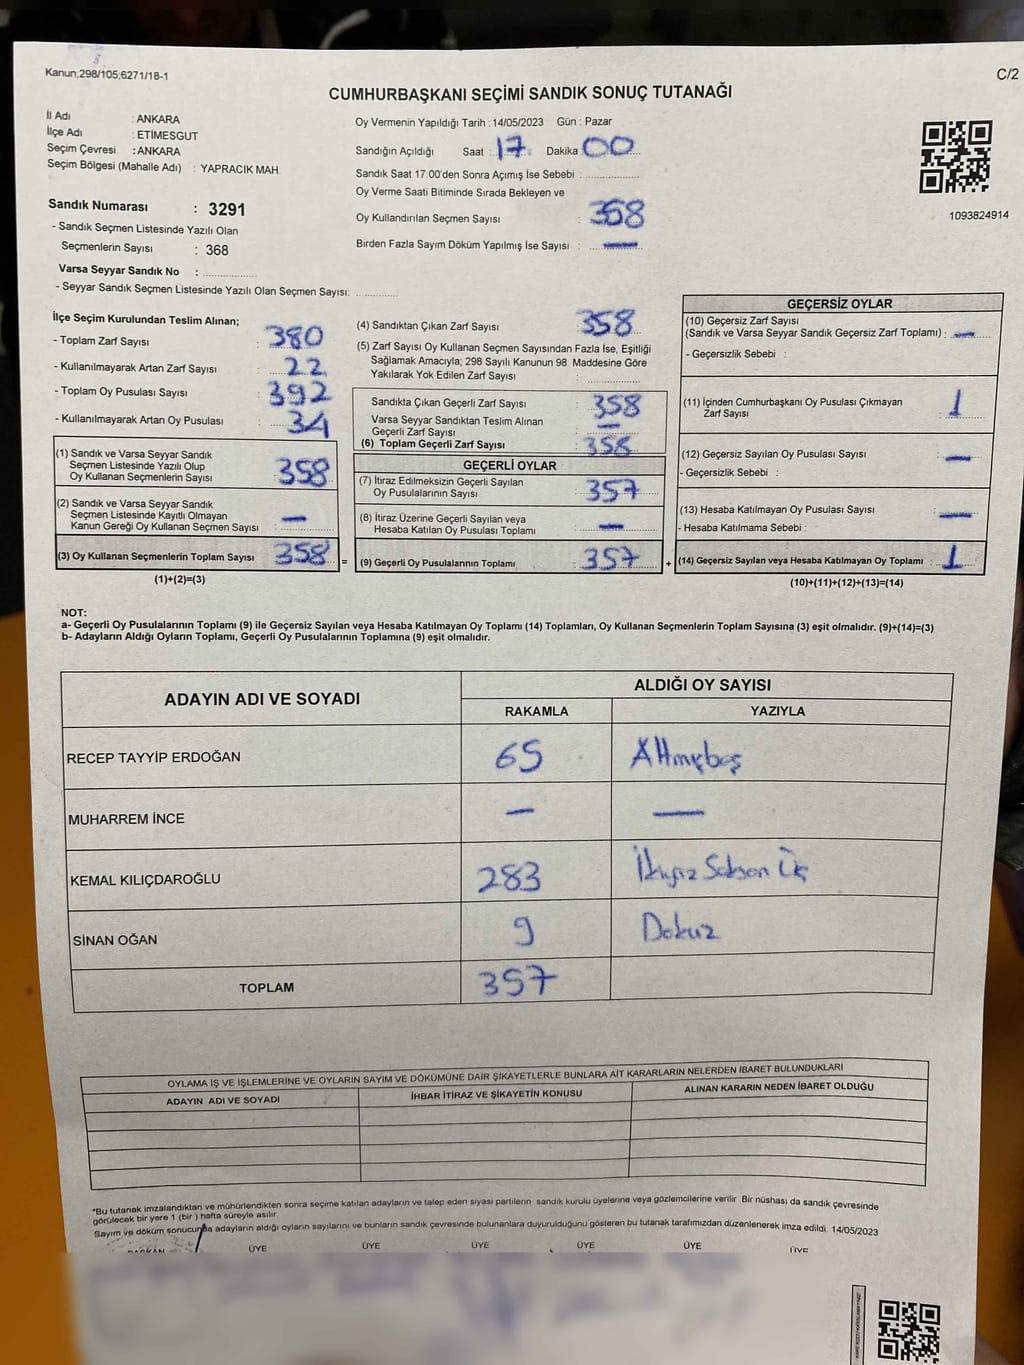 Kanun;298/105;6271/18-1
C/2
CUMHURBAŞKANI SEÇİMİ SANDIK SONUÇ TUTANAĞI
İl Adı : ANKARA
İlçe Adı : ETİMESGUT
Seçim Çevresi : ANKARA
Seçim Bölgesi (Mahalle Adı) : YAPRACIK MAH.
Oy Vermenin Yapıldığı Tarih : 14/05/2023 Gün : Pazar
Sandığın Açıldığı Saat : 17 Dakika : 00
Sandık Saat 17:00'den Sonra Açımış İse Sebebi :
Oy Verme Saati Bitiminde Sırada Bekleyen ve
Oy Kullandırılan Seçmen Sayısı : 358
Birden Fazla Sayım Döküm Yapılmış İse Sayısı : —
1093824914
Sandık Numarası : 3291
- Sandık Seçmen Listesinde Yazılı Olan
Seçmenlerin Sayısı : 368
Varsa Seyyar Sandık No :
- Seyyar Sandık Seçmen Listesinde Yazılı Olan Seçmen Sayısı:
İlçe Seçim Kurulundan Teslim Alınan;
- Toplam Zarf Sayısı : 380
- Kullanılmayarak Artan Zarf Sayısı : 22
- Toplam Oy Pusulası Sayısı : 392
- Kullanılmayarak Artan Oy Pusulası : 34
(1) Sandık ve Varsa Seyyar Sandık
Seçmen Listesinde Yazılı Olup
Oy Kullanan Seçmenlerin Sayısı : 358
(2) Sandık ve Varsa Seyyar Sandık
Seçmen Listesinde Kayıtlı Olmayan
Kanun Gereği Oy Kullanan Seçmen Sayısı : —
(3) Oy Kullanan Seçmenlerin Toplam Sayısı : 358 =
(1)+(2)=(3)
(4) Sandıktan Çıkan Zarf Sayısı : 358
(5) Zarf Sayısı Oy Kullanan Seçmen Sayısından Fazla İse, Eşitliği
Sağlamak Amacıyla; 298 Sayılı Kanunun 98. Maddesine Göre
Yakılarak Yok Edilen Zarf Sayısı :
Sandıkta Çıkan Geçerli Zarf Sayısı : 358
Varsa Seyyar Sandıktan Teslim Alınan
Geçerli Zarf Sayısı : —
(6) Toplam Geçerli Zarf Sayısı : 358
GEÇERLİ OYLAR
(7) İtiraz Edilmeksizin Geçerli Sayılan
Oy Pusulalarının Sayısı : 357
(8) İtiraz Üzerine Geçerli Sayılan veya
Hesaba Katılan Oy Pusulası Toplamı : —
(9) Geçerli Oy Pusulalarının Toplamı : 357 +
GEÇERSİZ OYLAR
(10) Geçersiz Zarf Sayısı
(Sandık ve Varsa Seyyar Sandık Geçersiz Zarf Toplamı) : —
- Geçersizlik Sebebi :
(11) İçinden Cumhurbaşkanı Oy Pusulası Çıkmayan
Zarf Sayısı : 1
(12) Geçersiz Sayılan Oy Pusulası Sayısı : —
- Geçersizlik Sebebi :
(13) Hesaba Katılmayan Oy Pusulası Sayısı : —
- Hesaba Katılmama Sebebi :
(14) Geçersiz Sayılan veya Hesaba Katılmayan Oy Toplamı : 1
(10)+(11)+(12)+(13)=(14)
NOT:
a- Geçerli Oy Pusulalarının Toplamı (9) ile Geçersiz Sayılan veya Hesaba Katılmayan Oy Toplamı (14) Toplamları, Oy Kullanan Seçmenlerin Toplam Sayısına (3) eşit olmalıdır. (9)+(14)=(3)
b- Adayların Aldığı Oyların Toplamı, Geçerli Oy Pusulalarının Toplamına (9) eşit olmalıdır.
ADAYIN ADI VE SOYADI
ALDIĞI OY SAYISI
RAKAMLA YAZIYLA
RECEP TAYYİP ERDOĞAN 65 Altmışbeş
MUHARREM İNCE — —
KEMAL KILIÇDAROĞLU 283 İkiyüz Seksen Üç
SİNAN OĞAN 9 Dokuz
TOPLAM 357
OYLAMA İŞ VE İŞLEMLERİNE VE OYLARIN SAYIM VE DÖKÜMÜNE DAİR ŞİKAYETLERLE BUNLARA AİT KARARLARIN NELERDEN İBARET BULUNDUKLARI
ADAYIN ADI VE SOYADI İHBAR İTİRAZ VE ŞİKAYETİN KONUSU ALINAN KARARIN NEDEN İBARET OLDUĞU
*Bu tutanak imzalandıktan ve mühürlendikten sonra seçime katılan adayların ve talep eden siyasi partilerin sandık kurulu üyelerine veya gözlemcilerine verilir. Bir nüshası da sandık çevresinde
görülecek bir yere 1 (bir) hafta süreyle asılır.
Sayım ve döküm sonucunda adayların aldığı oyların sayılarını ve bunların sandık çevresinde bulunanlara duyurulduğunu gösteren bu tutanak tarafımızdan düzenlenerek imza edildi. 14/05/2023
BAŞKAN ÜYE ÜYE ÜYE ÜYE ÜYE ÜYE